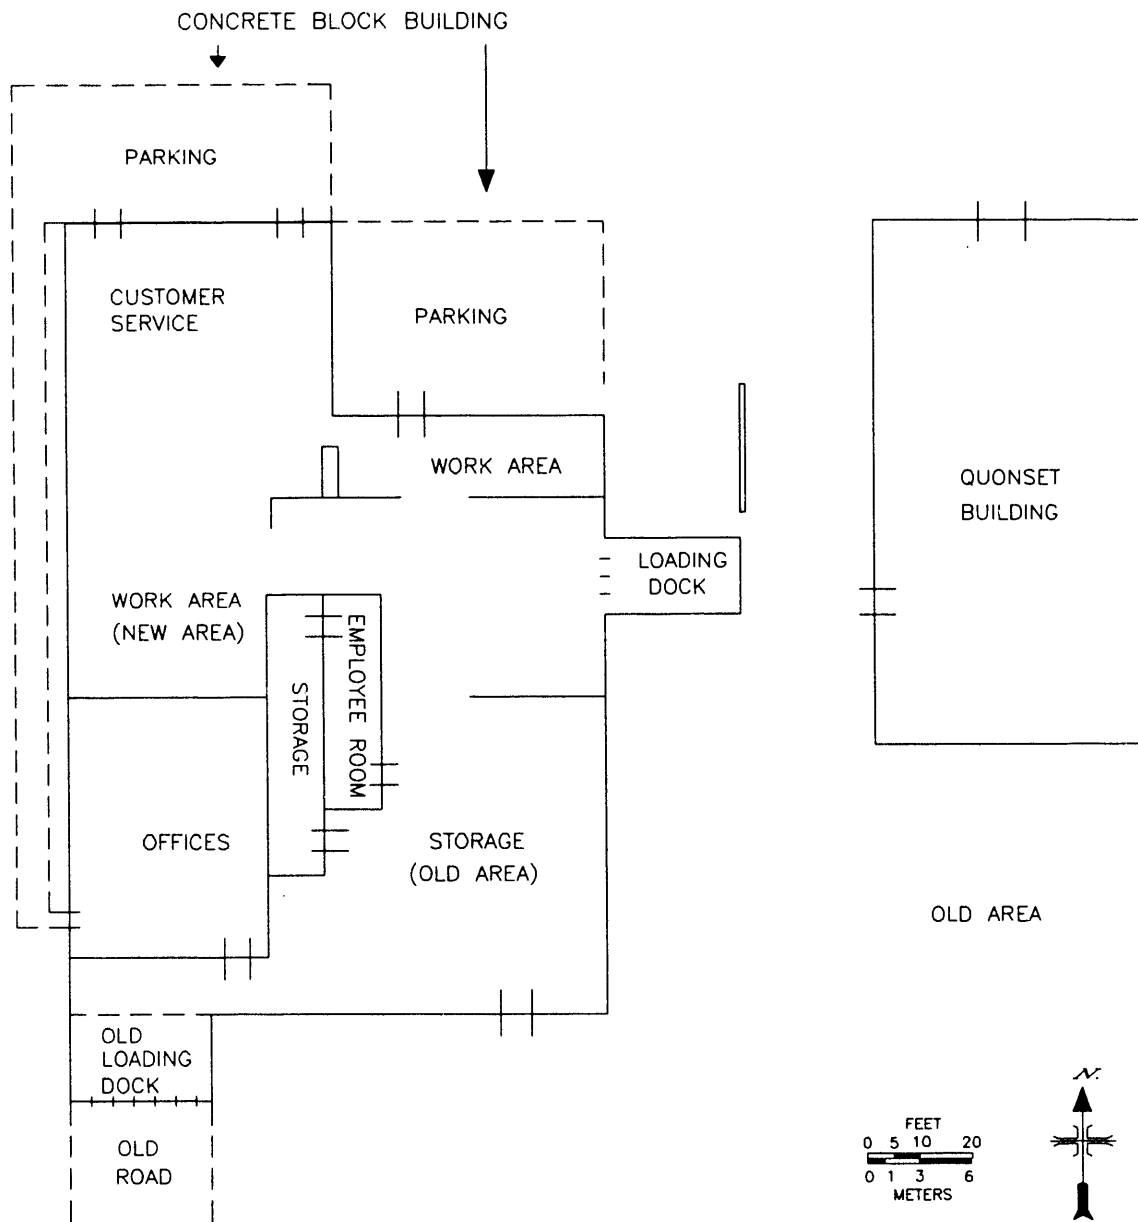 CONCRETE BLOCK BUILDING
PARKING
CUSTOMER
SERVICE
PARKING
WORK AREA
QUONSET
BUILDING
LOADING
DOCK
WORK AREA
(NEW AREA)
EMPLOYEE ROOM
STORAGE
OFFICES
STORAGE
(OLD AREA)
OLD AREA
OLD
LOADING
DOCK
OLD
ROAD
N.
FEET
0 5 10 20
0 1 3 6
METERS